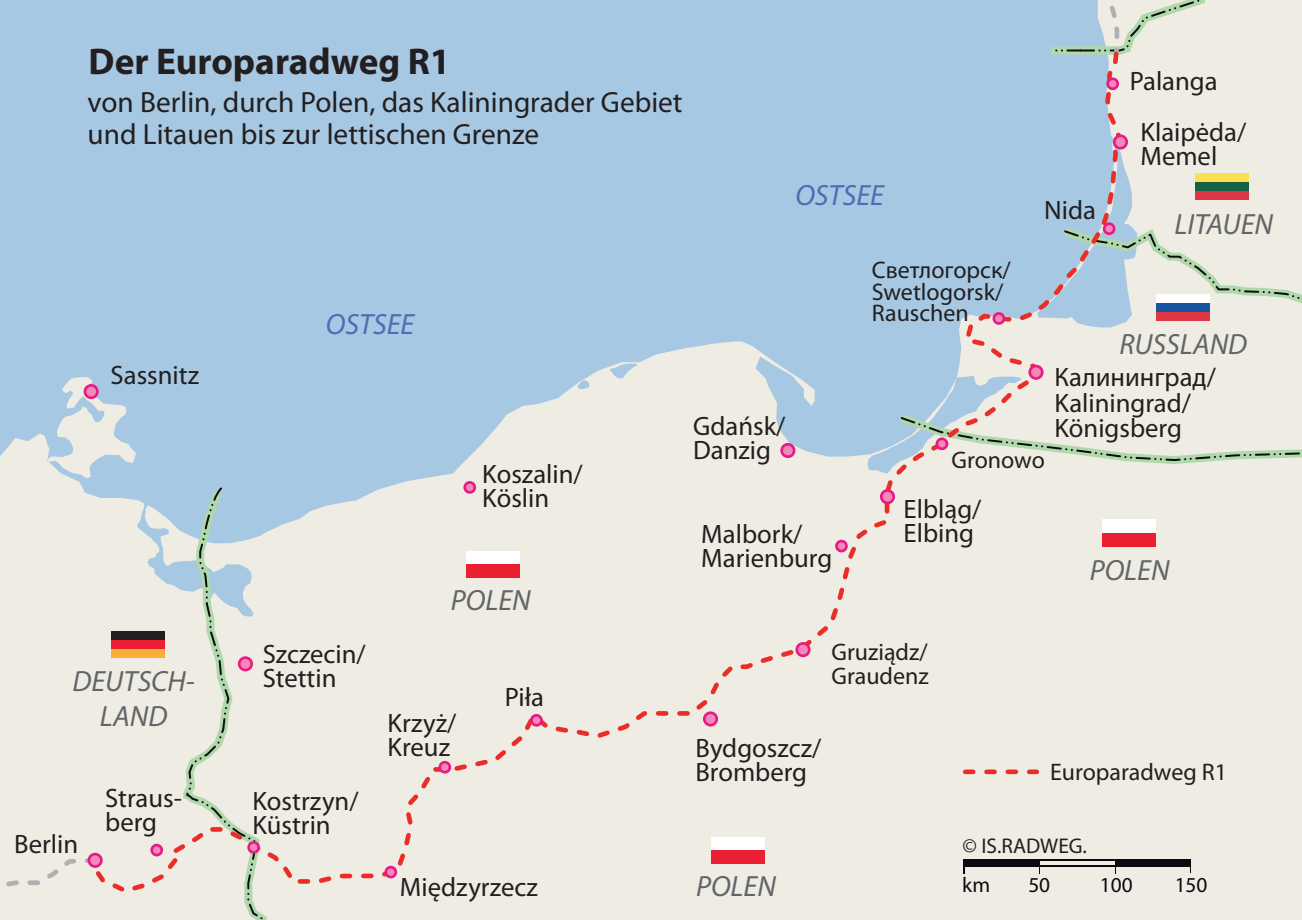 Der Europaradweg R1
von Berlin, durch Polen, das Kaliningrader Gebiet
und Litauen bis zur lettischen Grenze
Palanga
Klaipėda/
Memel
OSTSEE
LITAUEN
Nida
Светлогорск/
Swetlogorsk/
Rauschen
OSTSEE
RUSSLAND
Sassnitz
Калининград/
Kaliningrad/
Königsberg
Gdańsk/
Danzig
Gronowo
Koszalin/
Köslin
Elbląg/
Elbing
Malbork/
Marienburg
POLEN
POLEN
Szczecin/
Stettin
DEUTSCH-
LAND
Gruziądz/
Graudenz
Piła
Krzyż/
Kreuz
Bydgoszcz/
Bromberg
Europaradweg R1
Straus-
berg
Kostrzyn/
Küstrin
Berlin
Międzyrzecz
POLEN
© IS.RADWEG.
km 50 100 150